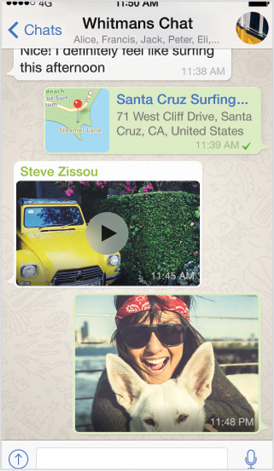 4G 11:50 AM
Chats
Whitmans Chat
Alice, Francis, Jack, Peter, Eli,...
Nice! I definitely feel like surfing
this afternoon
11:38 AM
Santa Cruz Surfing...
71 West Cliff Drive, Santa
Cruz, CA, United States
11:39 AM
Steamer Lane
Steve Zissou
11:45 AM
11:48 PM